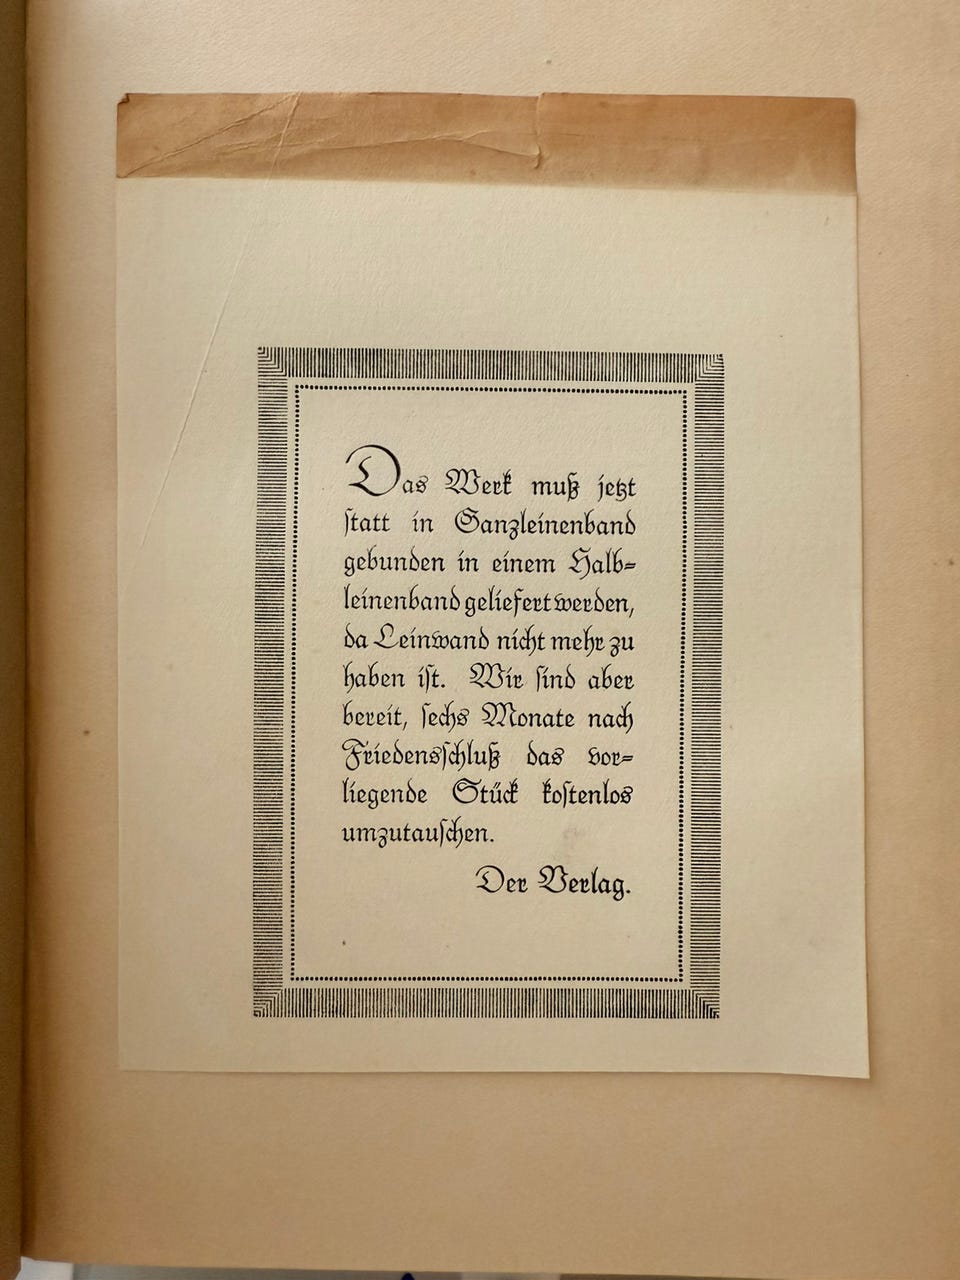 Das Werk muß jetzt
statt in Ganzleinenband
gebunden in einem Halb-
leinenband geliefert werden,
da Leinwand nicht mehr zu
haben ist. Wir sind aber
bereit, sechs Monate nach
Friedensschluß das vor-
liegende Stück kostenlos
umzutauschen.
Der Verlag.